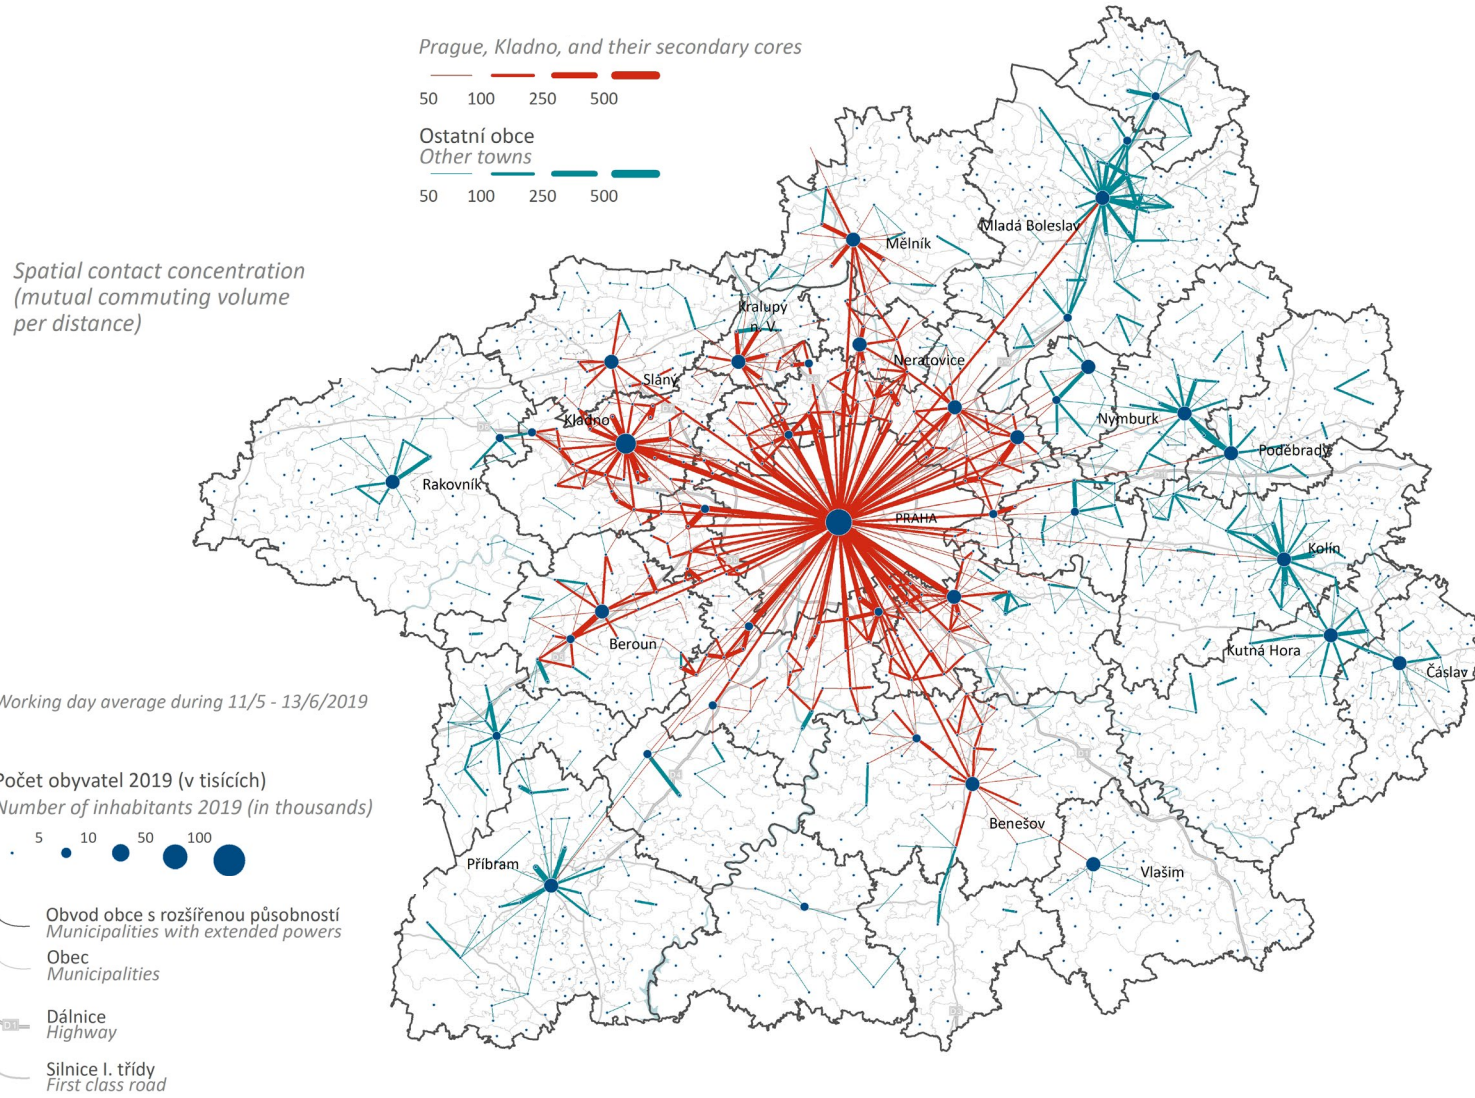 Prague, Kladno, and their secondary cores
50 100 250 500
Ostatní obce
Other towns
50 100 250 500
Spatial contact concentration
(mutual commuting volume
per distance)
Mladá Boleslav
Mělník
Kralupy
n. V.
Neratovice
Slaný
Kladno
Nymburk
Poděbrady
Rakovník
PRAHA
Kolín
Beroun
Kutná Hora
Čáslav
Working day average during 11/5 - 13/6/2019
Počet obyvatel 2019 (v tisících)
Number of inhabitants 2019 (in thousands)
5 10 50 100
Benešov
Příbram
Vlašim
Obvod obce s rozšířenou působností
Municipalities with extended powers
Obec
Municipalities
D1
Dálnice
Highway
Silnice I. třídy
First class road